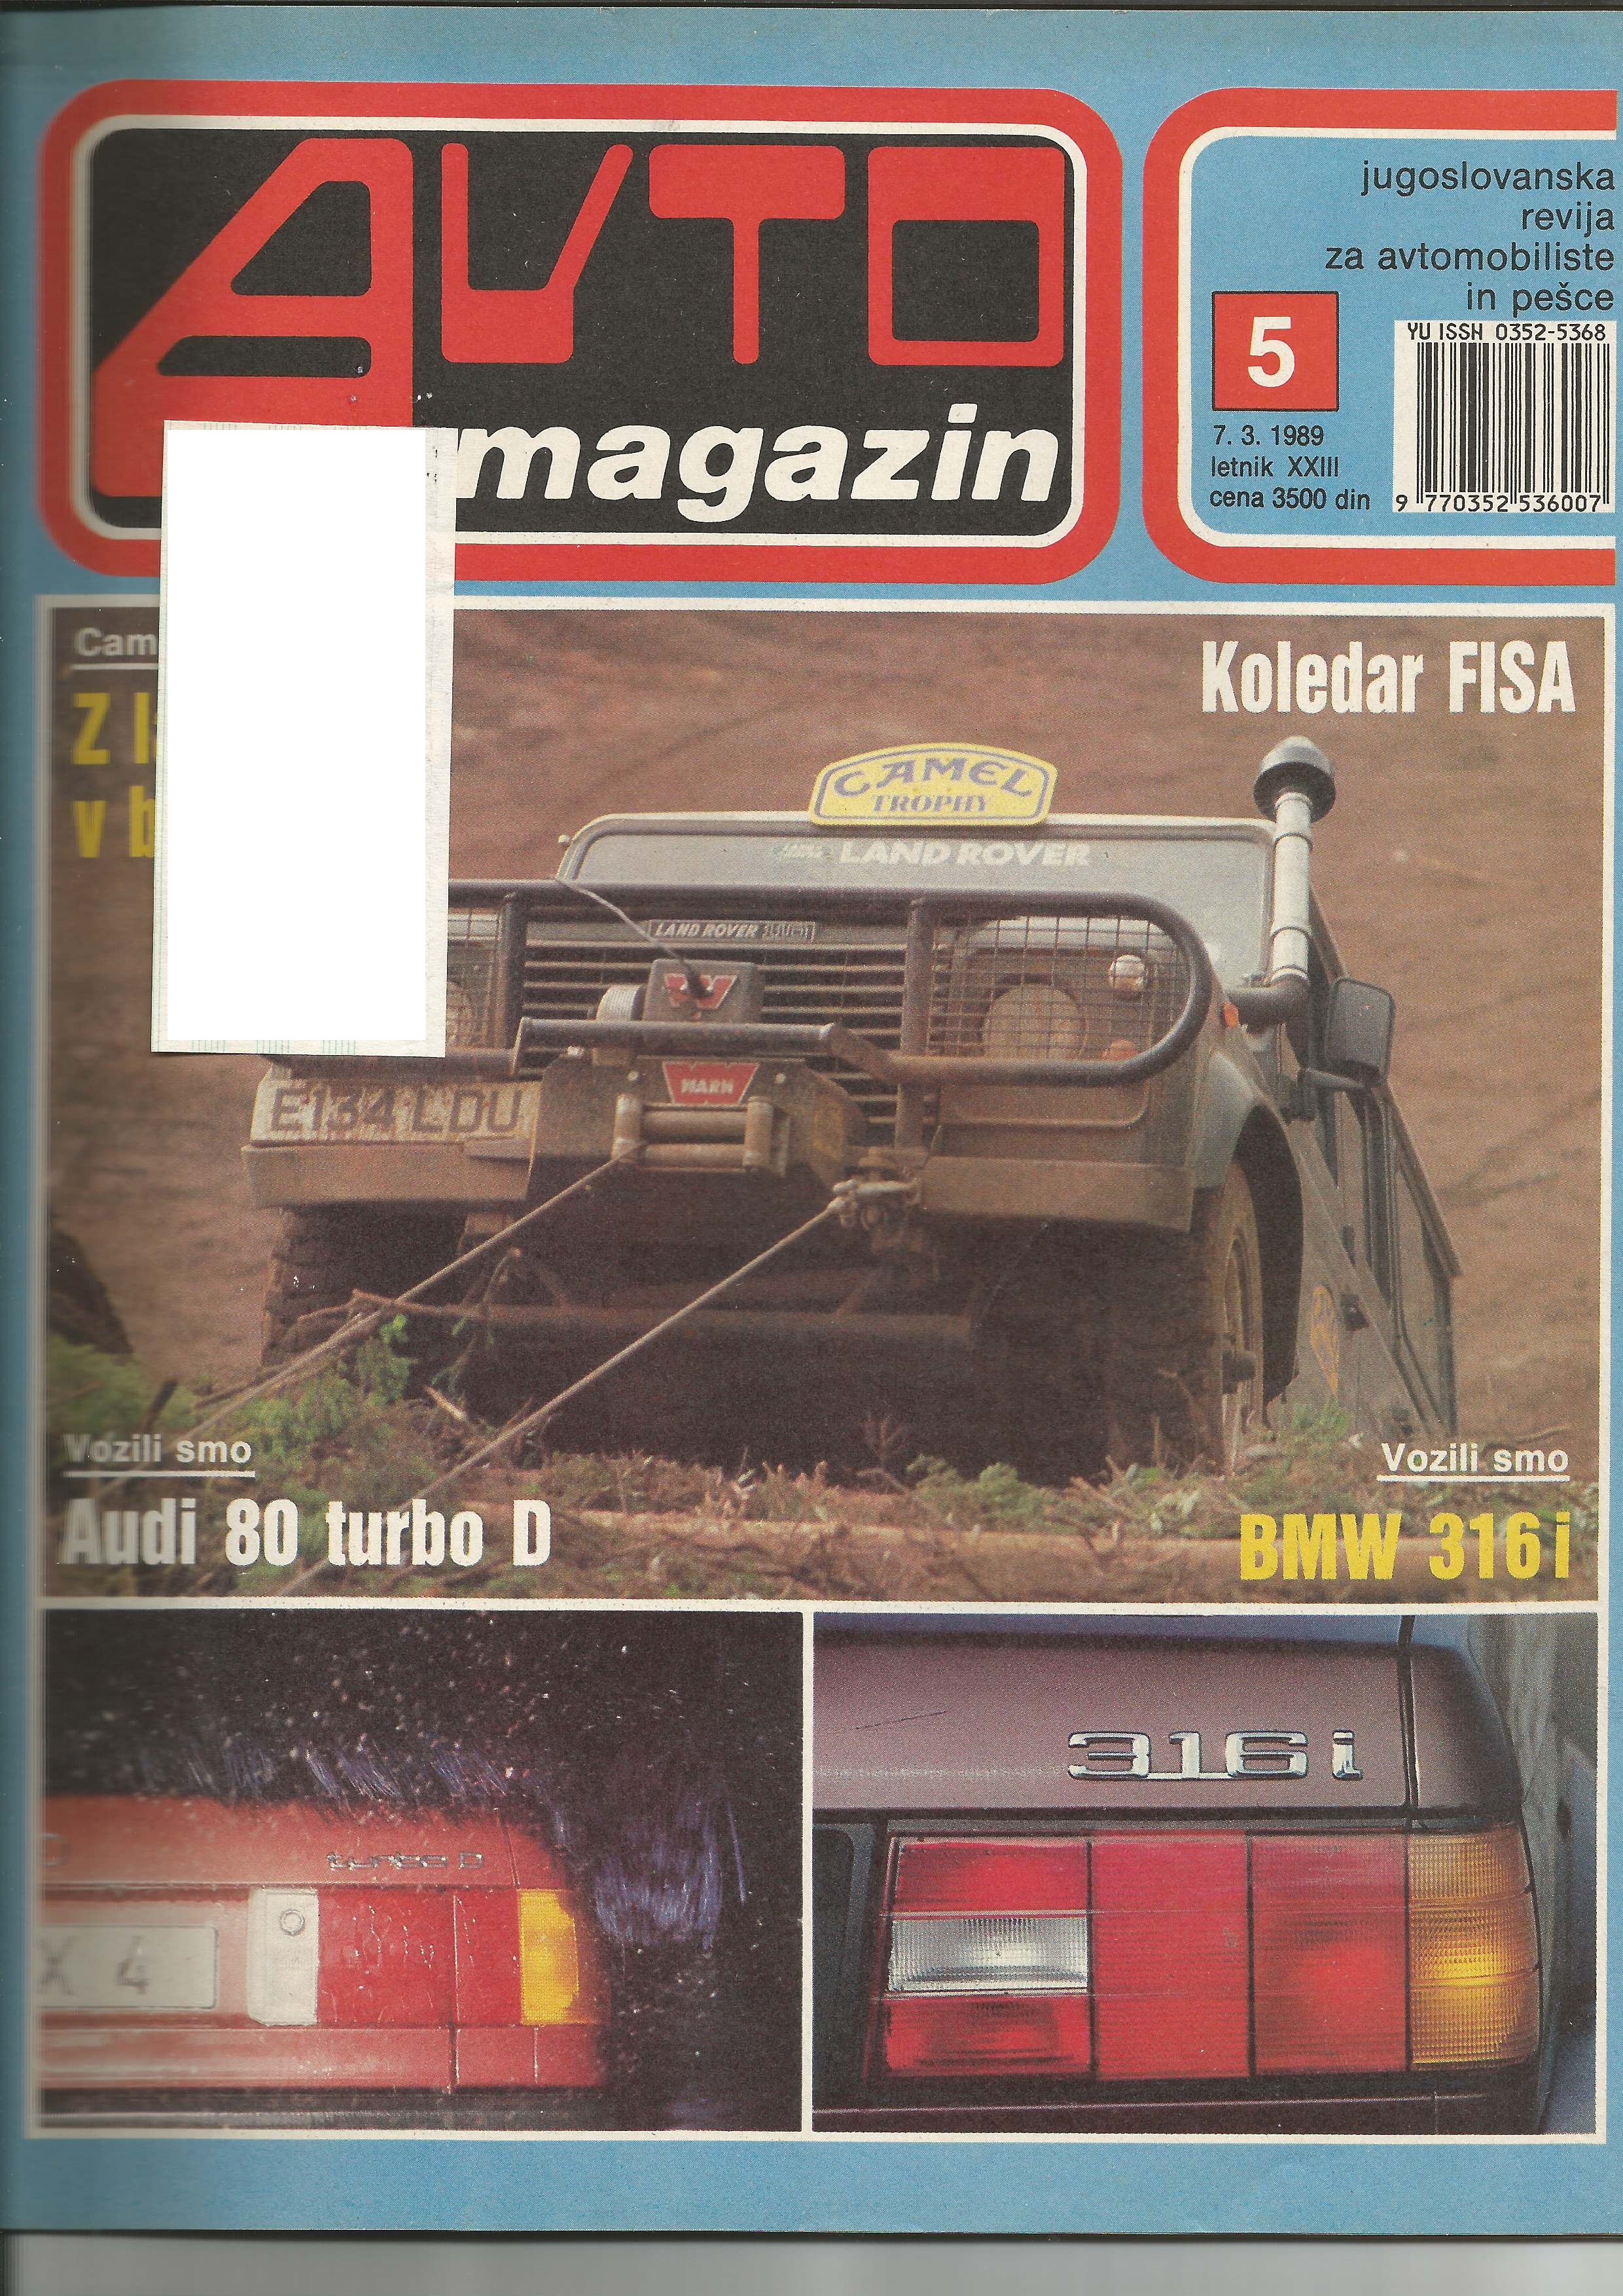 AVTO
magazin
jugoslovanska
revija
za avtomobiliste
in pešce
5
YU ISSN 0352-5368
7. 3. 1989
letnik XXIII
cena 3500 din
9 770352 536007
Koledar FISA
CAMEL
TROPHY
LAND ROVER
LAND ROVER
WARN
E134 LDU
Vozili smo
Audi 80 turbo D
Vozili smo
BMW 316i
316i
turbo D
X 4